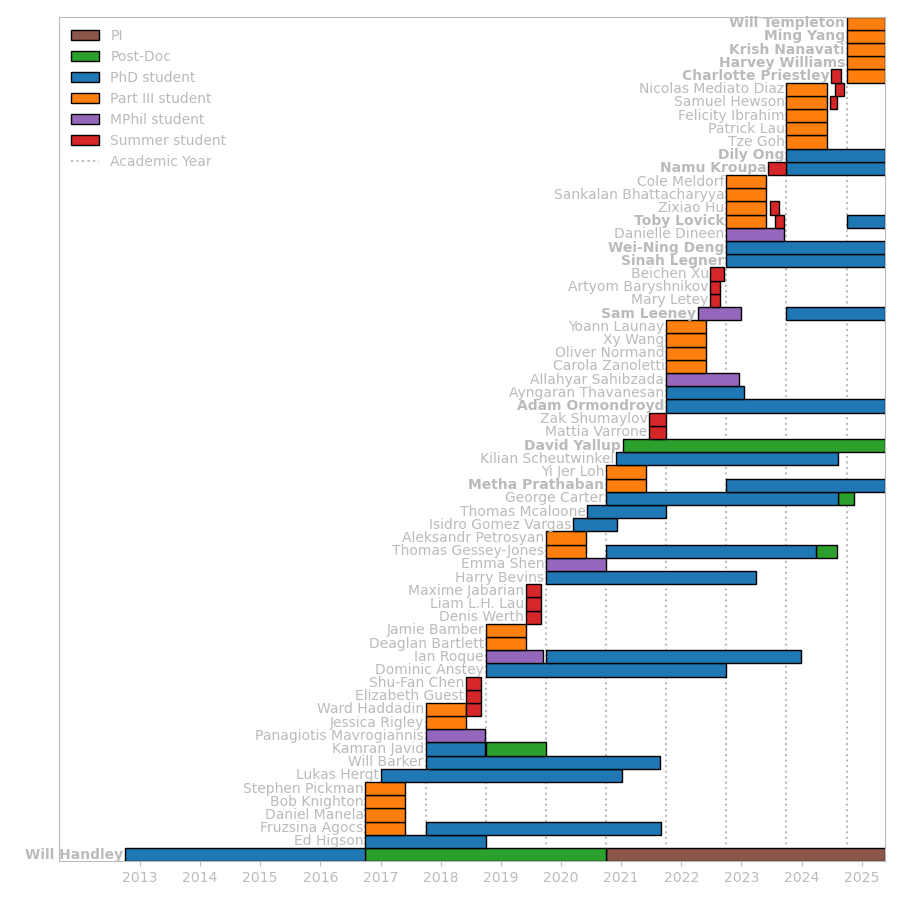 PI
Post-Doc
PhD student
Part III student
MPhil student
Summer student
Academic Year
Will Templeton
Ming Yang
Krish Nanavati
Harvey Williams
Charlotte Priestley
Nicolas Mediato Diaz
Samuel Hewson
Felicity Ibrahim
Patrick Lau
Tze Goh
Dily Ong
Namu Kroupa
Cole Meldorf
Sankalan Bhattacharyya
Zixiao Hu
Toby Lovick
Danielle Dineen
Wei-Ning Deng
Sinah Legner
Beichen Xu
Artyom Baryshnikov
Mary Letey
Sam Leeney
Yoann Launay
Xy Wang
Oliver Normand
Carola Zanoletti
Allahyar Sahibzada
Ayngaran Thavanesan
Adam Ormondroyd
Zak Shumaylov
Mattia Varrone
David Yallup
Kilian Scheutwinkel
Yi Jer Loh
Metha Prathaban
George Carter
Thomas Mcaloone
Isidro Gomez Vargas
Aleksandr Petrosyan
Thomas Gessey-Jones
Emma Shen
Harry Bevins
Maxime Jabarian
Liam L.H. Lau
Denis Werth
Jamie Bamber
Deaglan Bartlett
Ian Roque
Dominic Anstey
Shu-Fan Chen
Elizabeth Guest
Ward Haddadin
Jessica Rigley
Panagiotis Mavrogiannis
Kamran Javid
Will Barker
Lukas Hergt
Stephen Pickman
Bob Knighton
Daniel Manela
Fruzsina Agocs
Ed Higson
Will Handley
2013 2014 2015 2016 2017 2018 2019 2020 2021 2022 2023 2024 2025